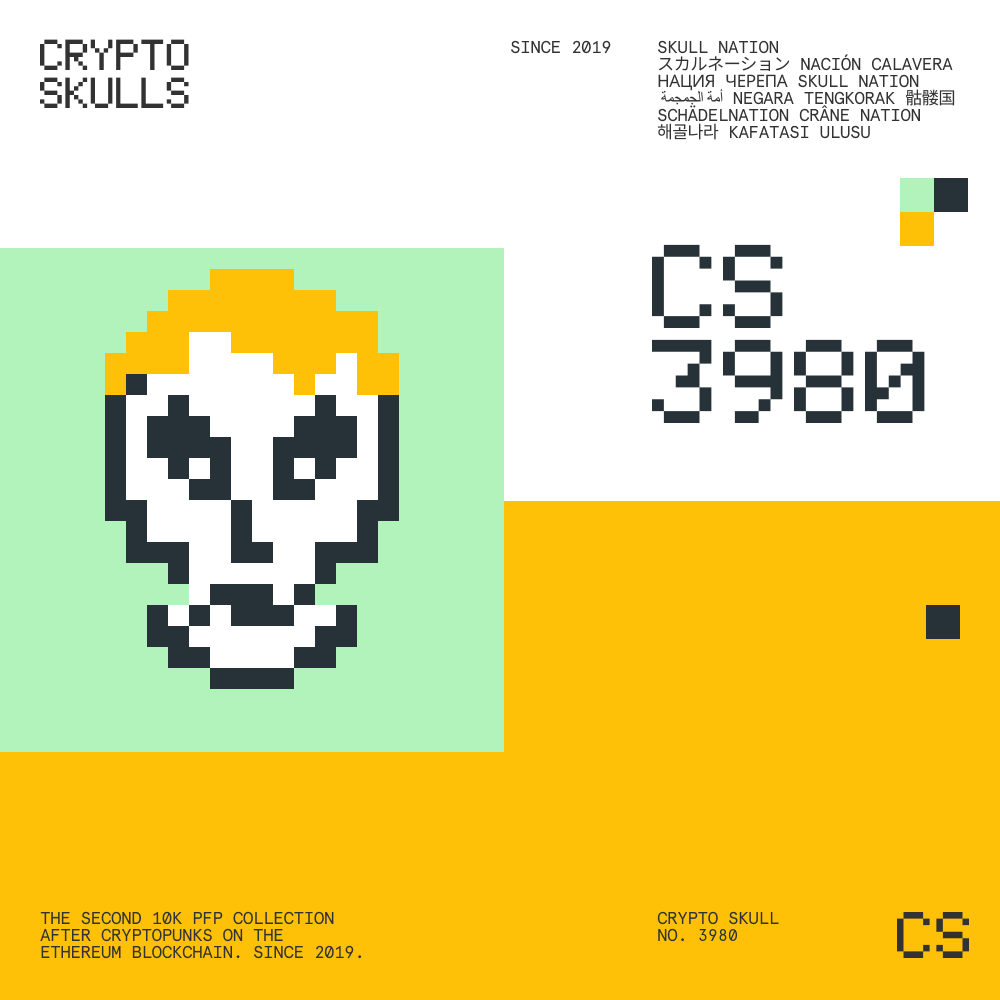 CRYPTO
SKULLS
SINCE 2019
SKULL NATION
スカルネーション NACIÓN CALAVERA
НАЦИЯ ЧЕРЕПА SKULL NATION
أمة الجمجمة NEGARA TENGKORAK 骷髅国
SCHÄDELNATION CRÂNE NATION
해골나라 KAFATASI ULUSU
CS
3980
THE SECOND 10K PFP COLLECTION
AFTER CRYPTOPUNKS ON THE
ETHEREUM BLOCKCHAIN. SINCE 2019.
CRYPTO SKULL
NO. 3980
CS